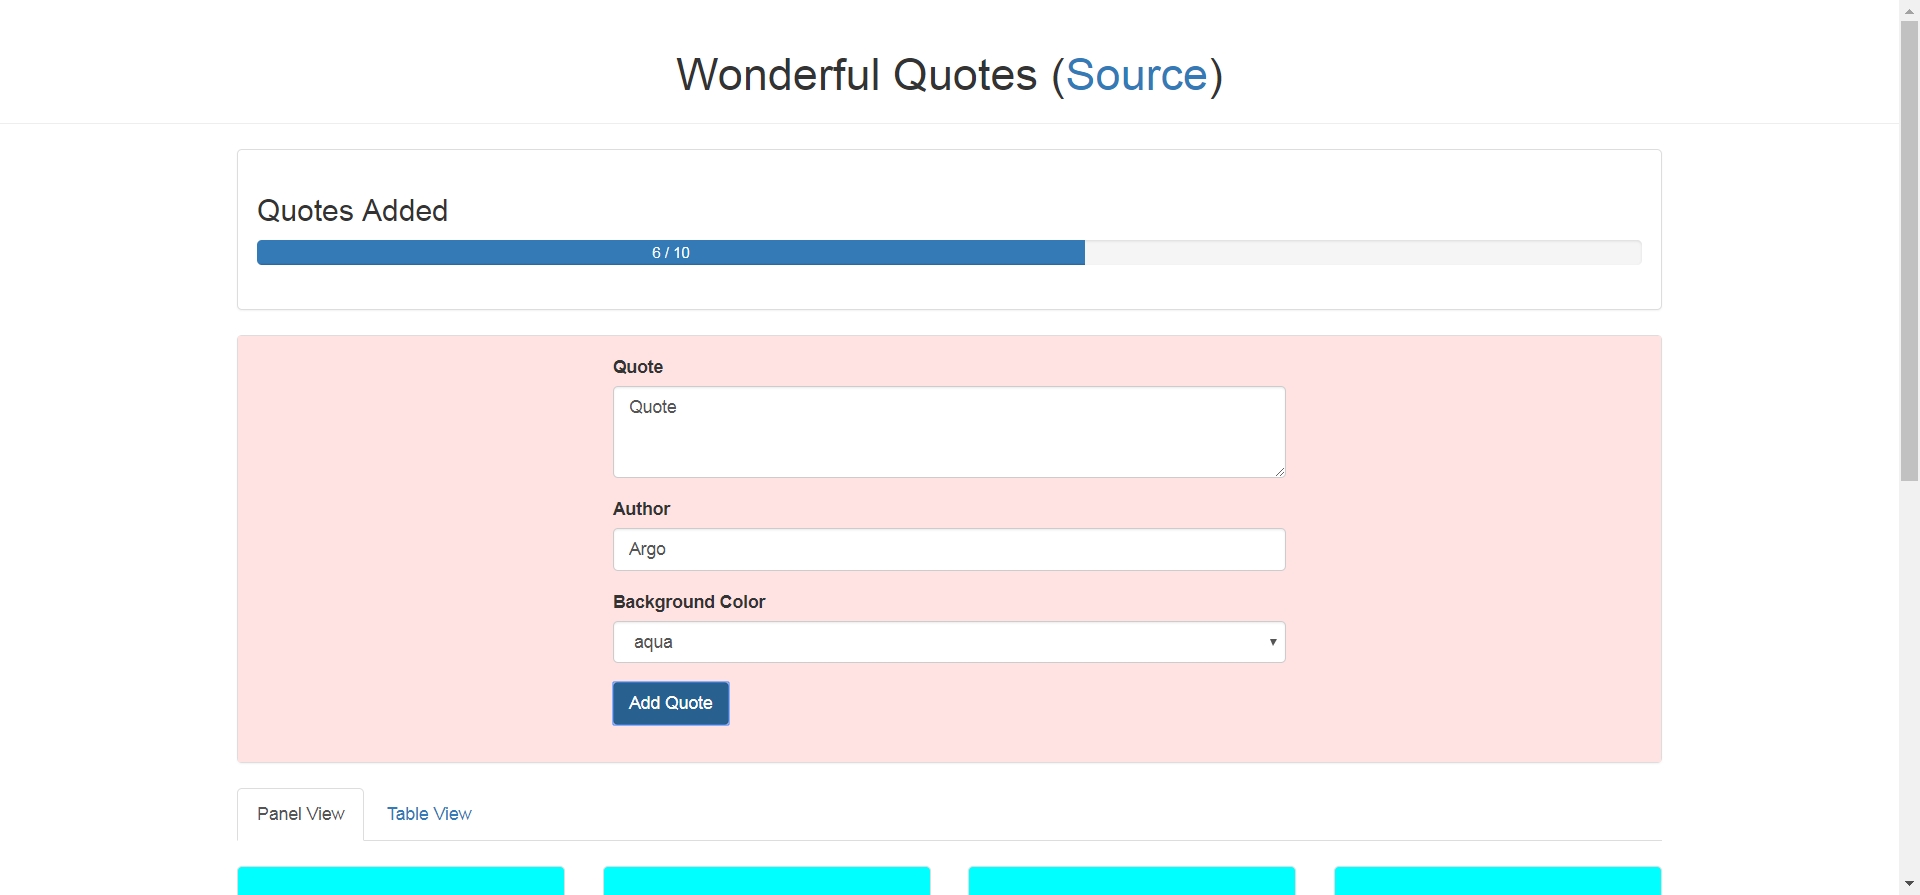 Wonderful Quotes (Source)
Quotes Added
6 / 10
Quote
Quote
Author
Argo
Background Color
aqua
Add Quote
Panel View Table View